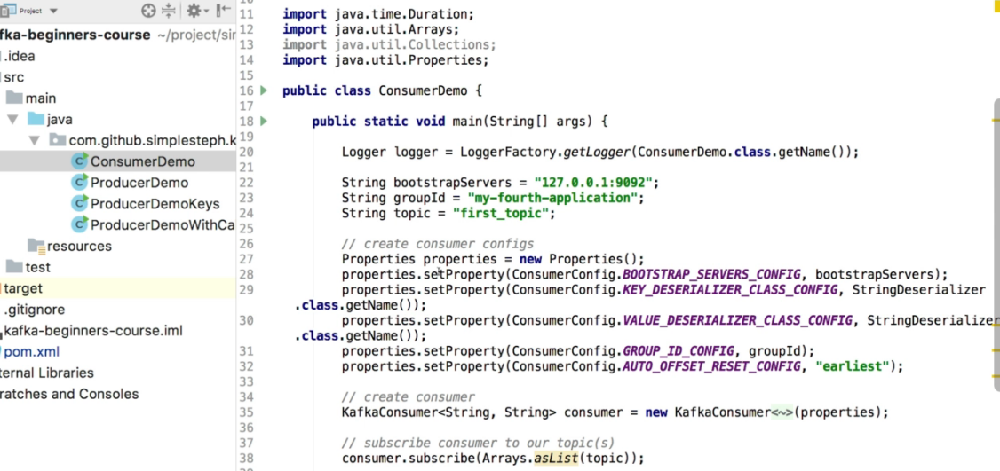 Project
fka-beginners-course ~/project/sim
.idea
src
main
java
com.github.simplesteph.k
ConsumerDemo
ProducerDemo
ProducerDemoKeys
ProducerDemoWithCa
resources
test
target
.gitignore
kafka-beginners-course.iml
pom.xml
ternal Libraries
ratches and Consoles
11 import java.time.Duration;
12 import java.util.Arrays;
13 import java.util.Collections;
14 import java.util.Properties;
15
16 public class ConsumerDemo {
17
18 public static void main(String[] args) {
19
20 Logger logger = LoggerFactory.getLogger(ConsumerDemo.class.getName());
21
22 String bootstrapServers = "127.0.0.1:9092";
23 String groupId = "my-fourth-application";
24 String topic = "first_topic";
25
26 // create consumer configs
27 Properties properties = new Properties();
28 properties.setProperty(ConsumerConfig.BOOTSTRAP_SERVERS_CONFIG, bootstrapServers);
29 properties.setProperty(ConsumerConfig.KEY_DESERIALIZER_CLASS_CONFIG, StringDeserializer
.class.getName());
30 properties.setProperty(ConsumerConfig.VALUE_DESERIALIZER_CLASS_CONFIG, StringDeserializer
.class.getName());
31 properties.setProperty(ConsumerConfig.GROUP_ID_CONFIG, groupId);
32 properties.setProperty(ConsumerConfig.AUTO_OFFSET_RESET_CONFIG, "earliest");
33
34 // create consumer
35 KafkaConsumer<String, String> consumer = new KafkaConsumer<~>(properties);
36
37 // subscribe consumer to our topic(s)
38 consumer.subscribe(Arrays.asList(topic));